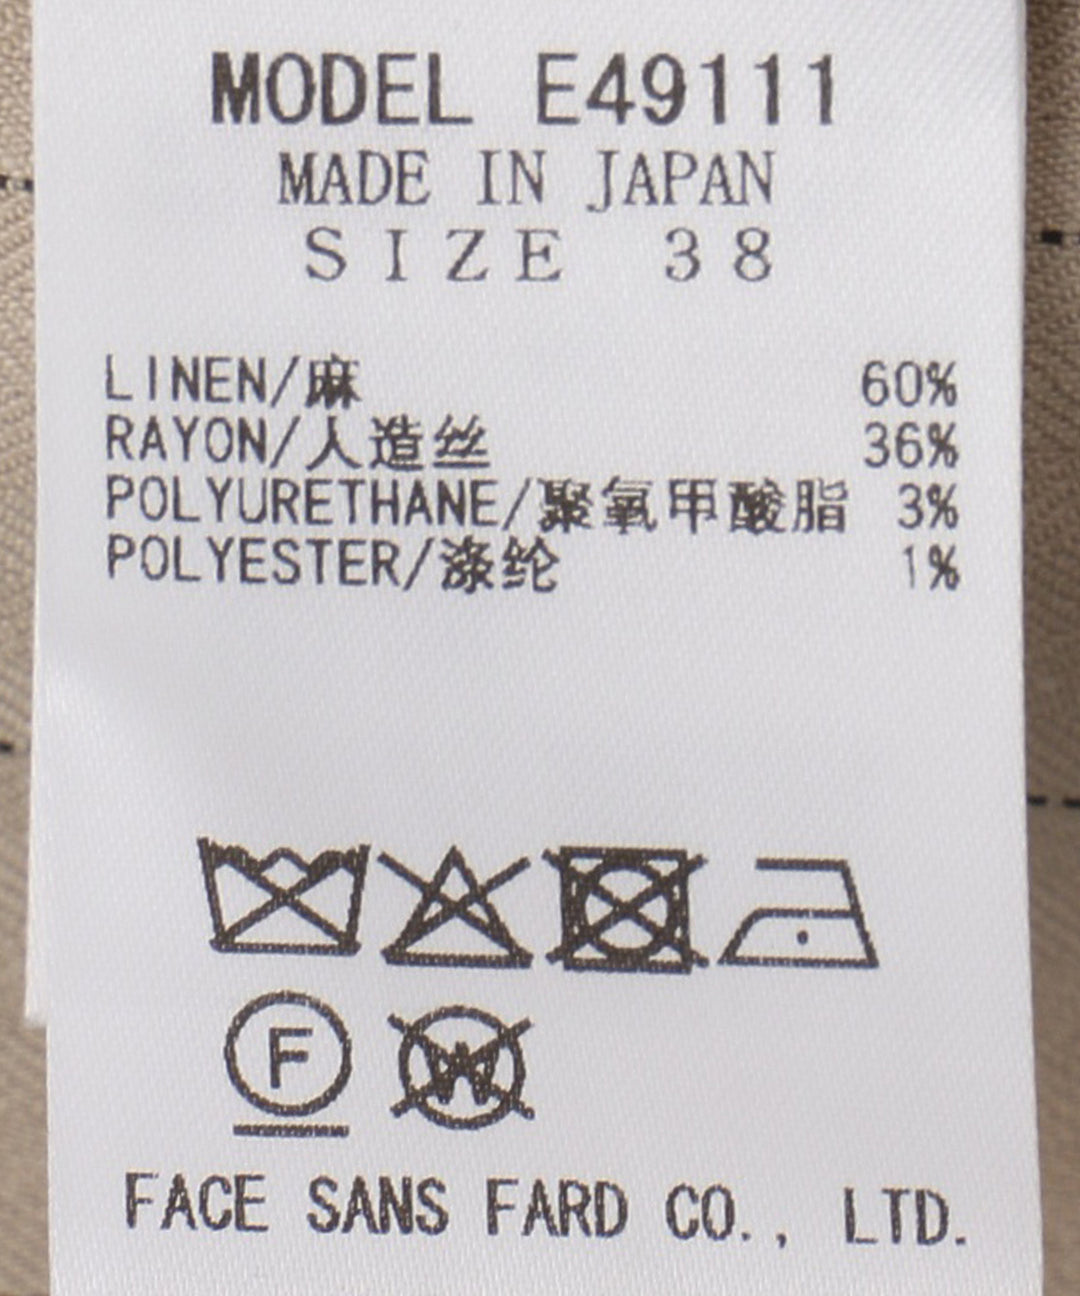 MODEL E49111
MADE IN JAPAN
SIZE 38
LINEN/麻 60%
RAYON/人造丝 36%
POLYURETHANE/聚氧甲酸脂 3%
POLYESTER/涤纶 1%
F
W
FACE SANS FARD CO., LTD.